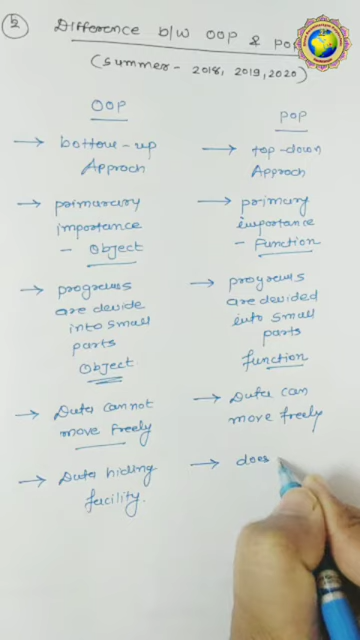 2 Difference b/w OOP & POP
(Summer - 2018, 2019, 2020)
OOP
→ bottom-up
Approch
→ primarary
importance
- Object
→ programs
are devide
into small
parts
Object
→ Data cannot
move freely
→ Data hiding
facility.
POP
→ top-down
Approch
→ primary
importance
- Function
→ programs
are devided
into small
parts
function
→ Data can
move freely
→ does